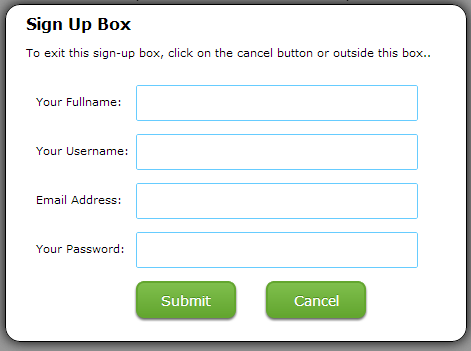 Sign Up Box
To exit this sign-up box, click on the cancel button or outside this box..
Your Fullname:
Your Username:
Email Address:
Your Password:
Submit Cancel